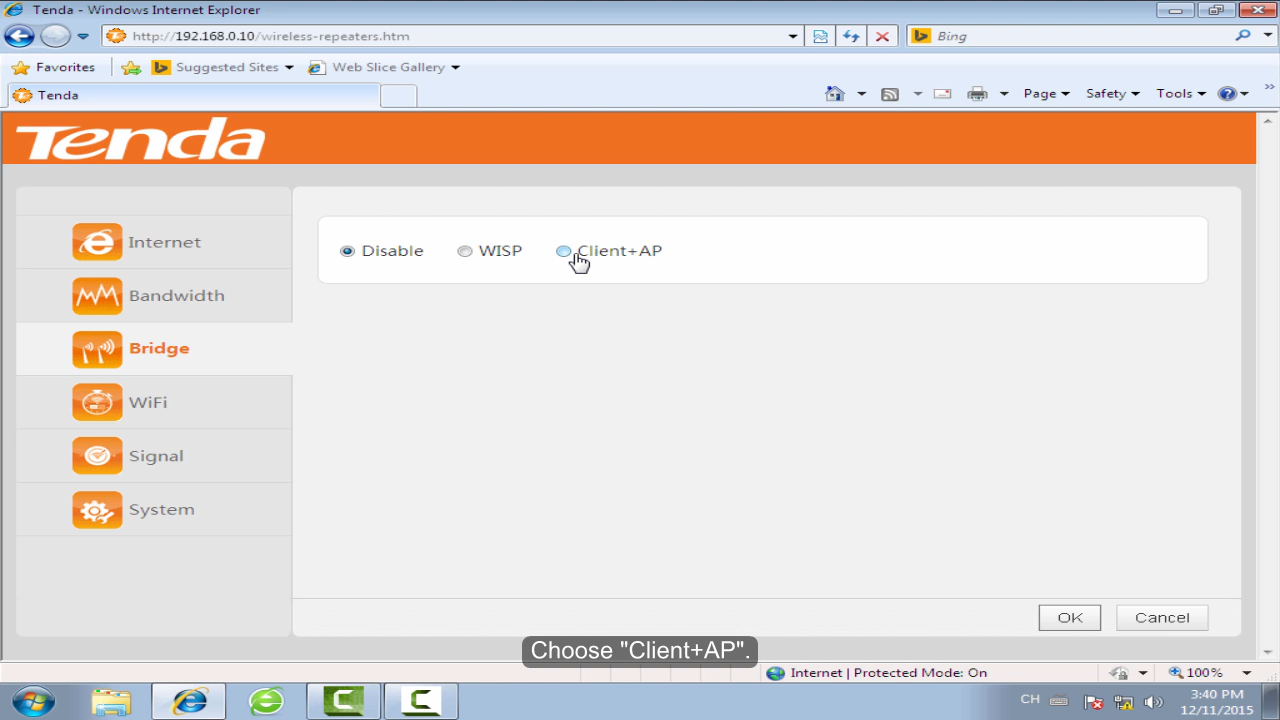 Tenda - Windows Internet Explorer
http://192.168.0.10/wireless-repeaters.htm
Bing
Favorites
Suggested Sites
Web Slice Gallery
Tenda
Page
Safety
Tools
»
Tenda
Internet
Bandwidth
Bridge
WiFi
Signal
System
Disable
WISP
Client+AP
OK
Cancel
Choose "Client+AP".
Internet | Protected Mode: On
100%
CH
3:40 PM
12/11/2015